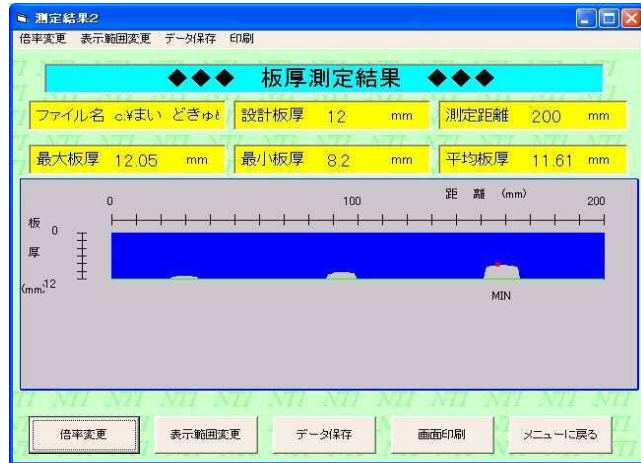 測定結果2
倍率変更 表示範囲変更 データ保存 印刷
◆◆◆ 板厚測定結果 ◆◆◆
ファイル名 c:¥まい どきゅ 設計板厚 12 mm 測定距離 200 mm
最大板厚 12.05 mm 最小板厚 8.2 mm 平均板厚 11.61 mm
距離 (mm)
0 100 200
板厚 (mm)
0
12
MIN
倍率変更 表示範囲変更 データ保存 画面印刷 メニューに戻る